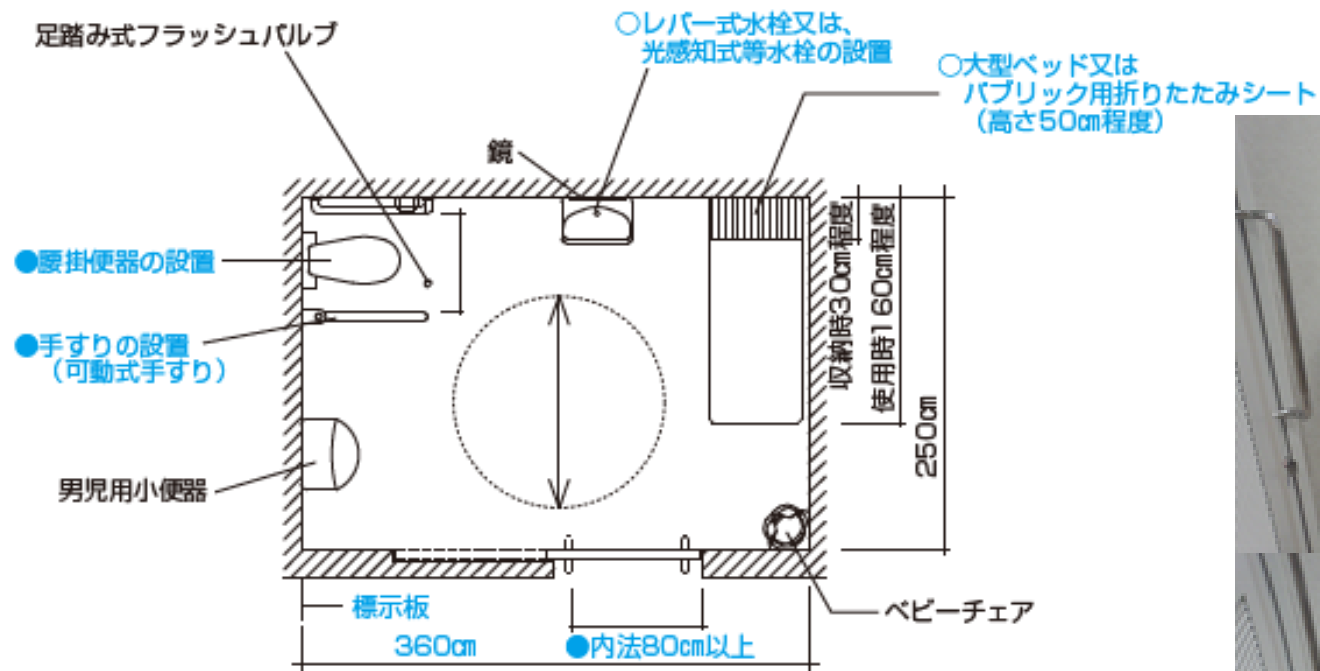 足踏み式フラッシュバルブ
○レバー式水栓又は、
光感知式等水栓の設置
○大型ベッド又は
パブリック用折りたたみシート
(高さ50㎝程度)
鏡
●腰掛便器の設置
●手すりの設置
(可動式手すり)
男児用小便器
収納時30㎝程度
使用時160㎝程度
250㎝
標示板
360㎝
●内法80㎝以上
ベビーチェア